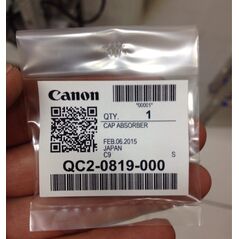 *00001*
Canon
QTY. 1
CAP ABSORBER
FEB.06.2015
JAPAN
C9 S
QC2-0819-000